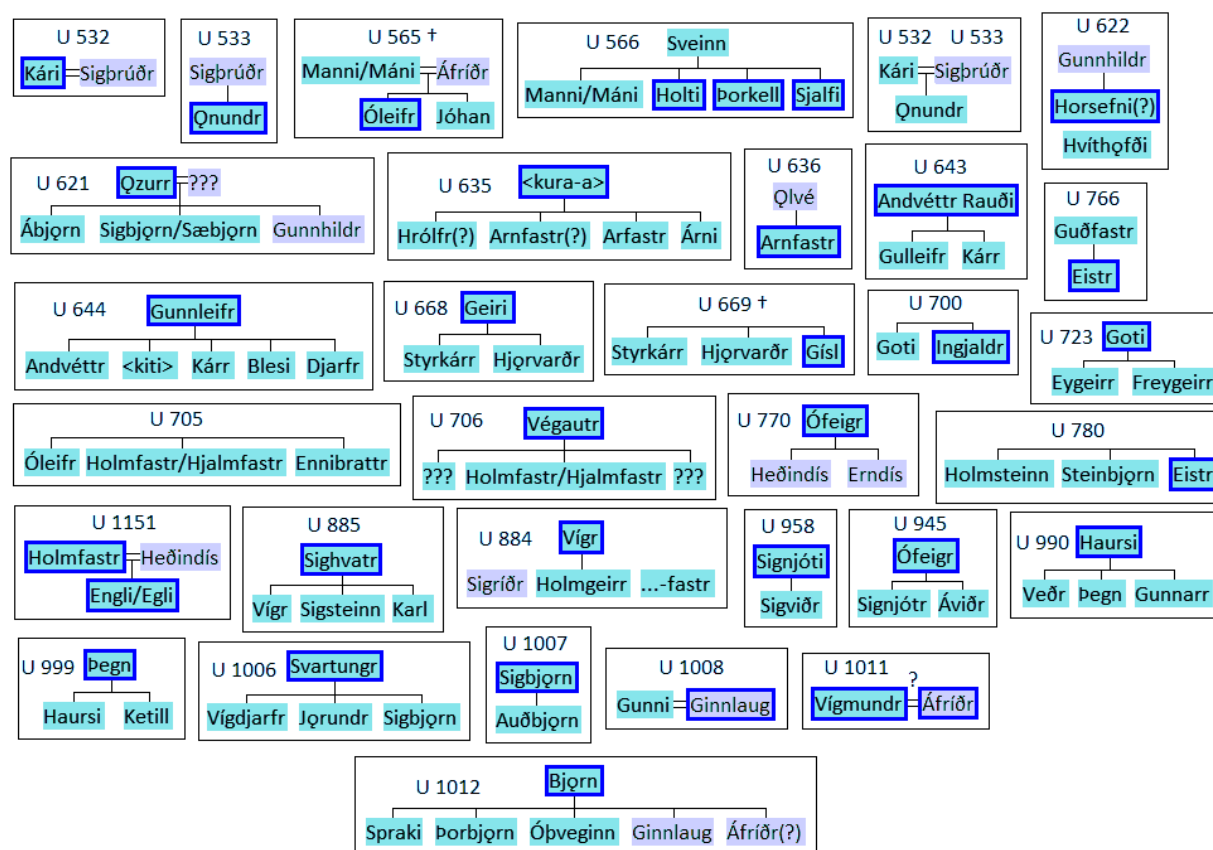 U 532
Kári Sigþrúðr
U 533
Sigþrúðr
Ǫnundr
U 565 †
Manni/Máni Áfríðr
Óleifr Jóhan
U 566 Sveinn
Manni/Máni Holti Þorkell Sjalfi
U 532 U 533
Kári Sigþrúðr
Ǫnundr
U 622
Gunnhildr
Horsefni(?)
Hvíthǫfði
U 621 Ǫzurr ???
Ábjǫrn Sigbjǫrn/Sæbjǫrn Gunnhildr
U 635 <kura-a>
Hrólfr(?) Arnfastr(?) Arfastr Árni
U 636
Ǫlvé
Arnfastr
U 643
Andvéttr Rauði
Gulleifr Kárr
U 766
Guðfastr
Eistr
U 644 Gunnleifr
Andvéttr <kiti> Kárr Blesi Djarfr
U 668 Geiri
Styrkárr Hjǫrvarðr
U 669 †
Styrkárr Hjǫrvarðr Gísl
U 700
Goti Ingjaldr
U 723 Goti
Eygeirr Freygeirr
U 705
Óleifr Holmfastr/Hjalmfastr Ennibrattr
U 706 Végautr
??? Holmfastr/Hjalmfastr ???
U 770 Ófeigr
Heðindís Erndís
U 780
Holmsteinn Steinbjǫrn Eistr
U 1151
Holmfastr Heðindís
Engli/Egli
U 885
Sighvatr
Vígr Sigsteinn Karl
U 884 Vígr
Sigríðr Holmgeirr ...-fastr
U 958
Signjóti
Sigviðr
U 945
Ófeigr
Signjótr Áviðr
U 990 Haursi
Veðr Þegn Gunnarr
U 999 Þegn
Haursi Ketill
U 1006 Svartungr
Vígdjarfr Jǫrundr Sigbjǫrn
U 1007
Sigbjǫrn
Auðbjǫrn
U 1008
Gunni Ginnlaug
U 1011
?
Vígmundr Áfríðr
U 1012 Bjǫrn
Spraki Þorbjǫrn Óþveginn Ginnlaug Áfríðr(?)